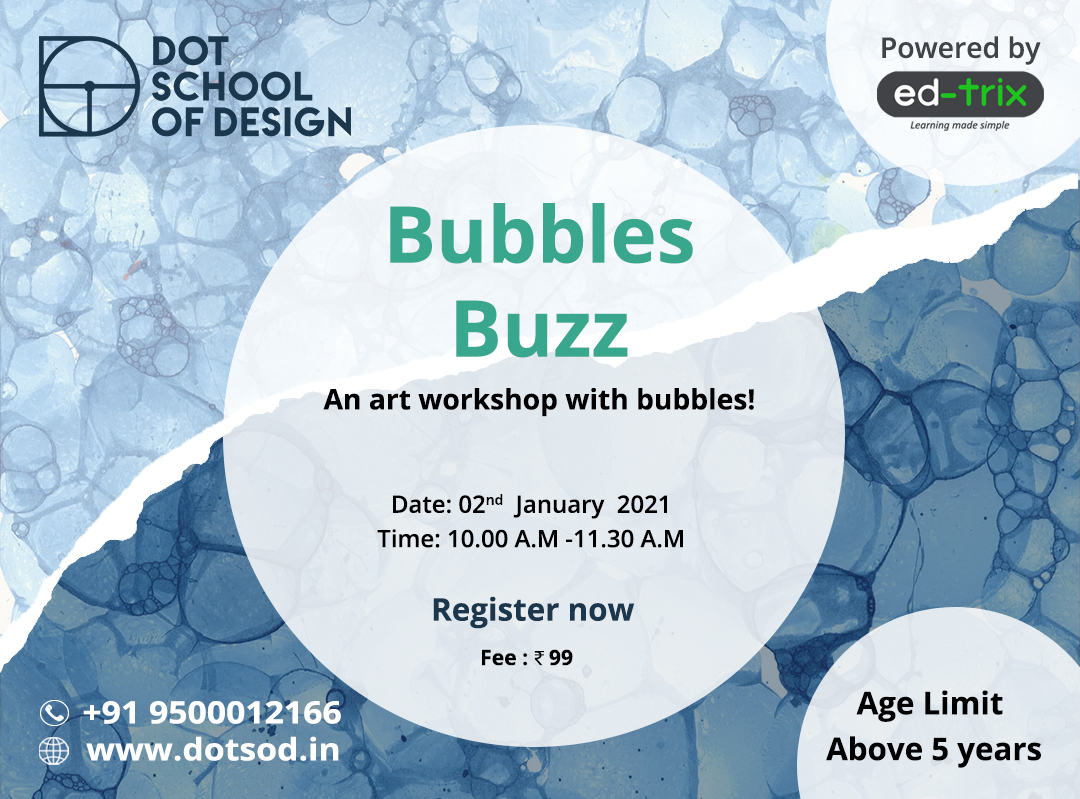 DOT
SCHOOL
OF DESIGN
Powered by
ed-trix
Learning made simple
Bubbles
Buzz
An art workshop with bubbles!
Date: 02nd January 2021
Time: 10.00 A.M -11.30 A.M
Register now
Fee : ₹ 99
+91 9500012166
www.dotsod.in
Age Limit
Above 5 years